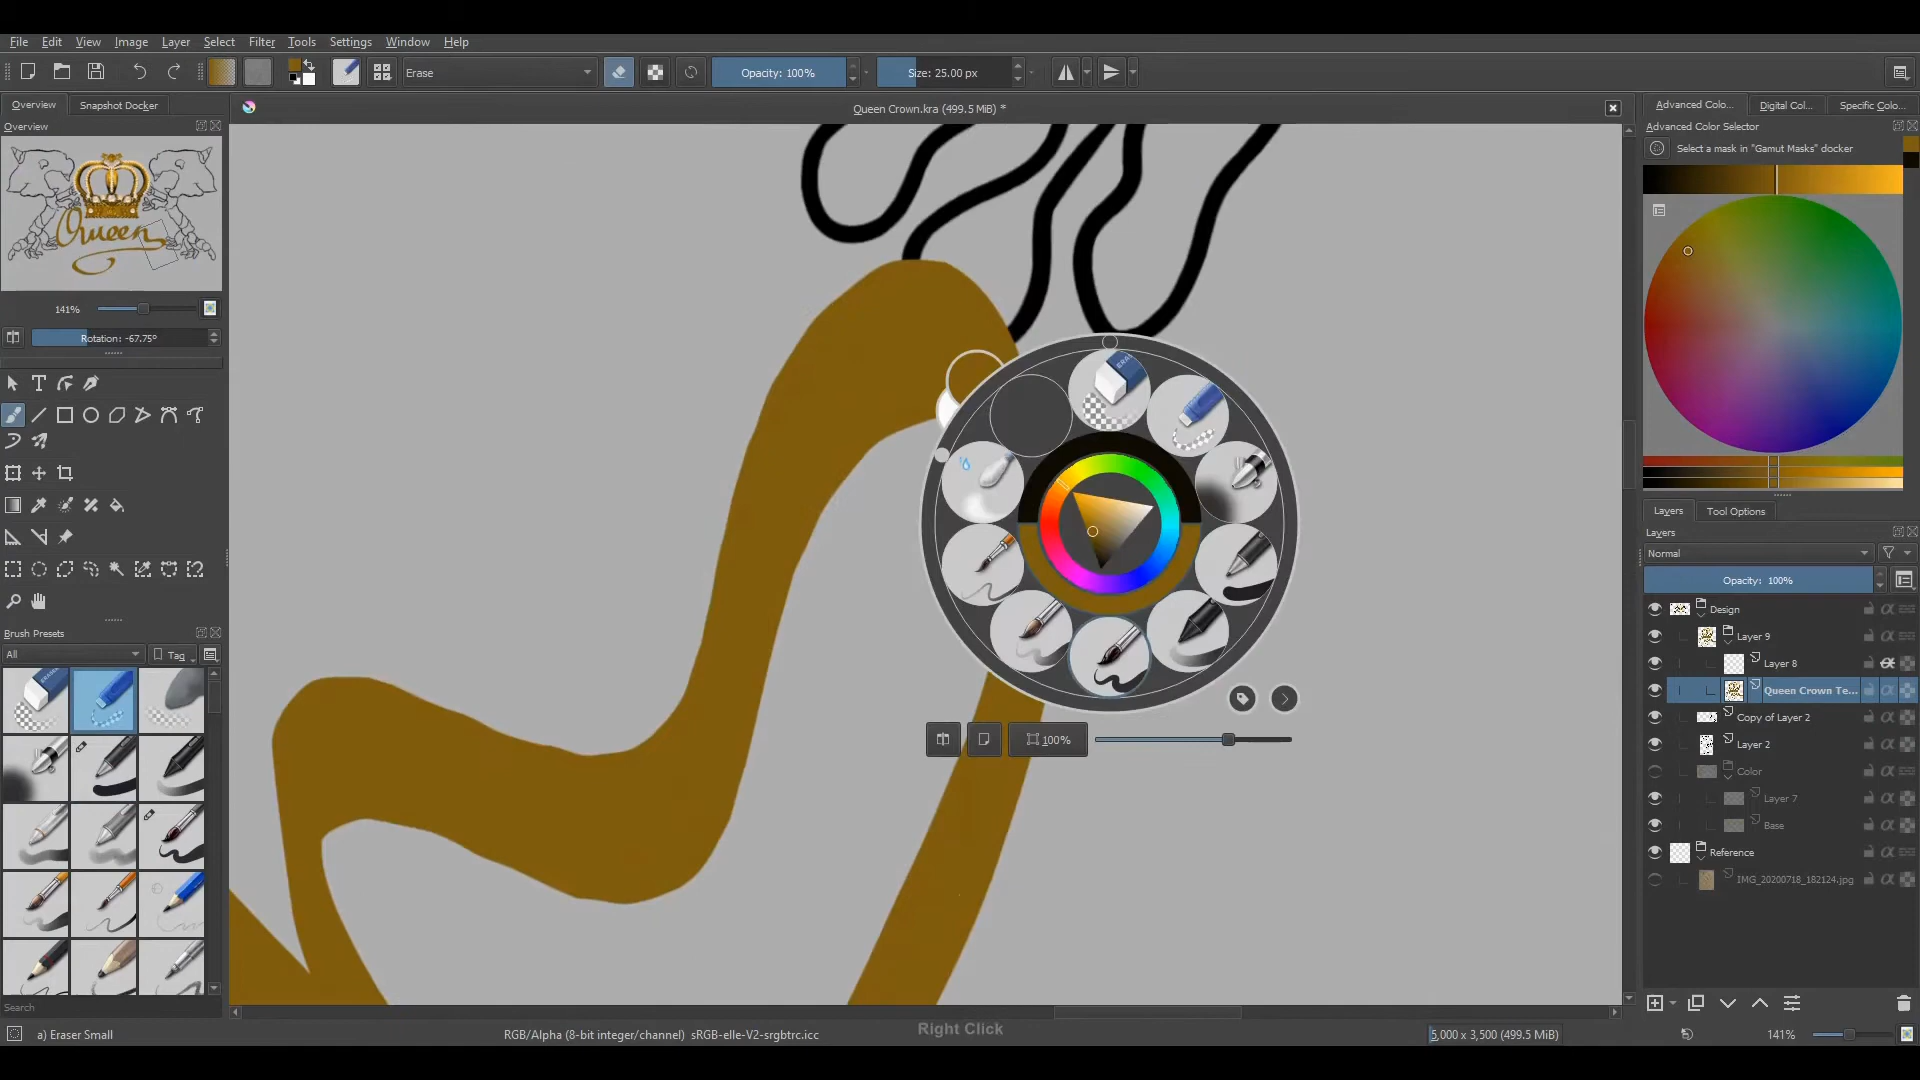 File Edit View Image Layer Select Filter Tools Settings Window Help
Erase Opacity: 100% Size: 25.00 px
Overview Snapshot Docker
Queen Crown.kra (499.5 MiB) *
Advanced Colo... Digital Col... Specific Colo...
Overview
Advanced Color Selector
Select a mask in "Gamut Masks" docker
Queen
141%
Rotation: -67.75°
Layers Tool Options
Layers
Normal
Opacity: 100%
Design
Layer 9
Layer 8
Queen Crown Te...
Copy of Layer 2
Layer 2
Color
Layer 7
Base
Reference
IMG_20200718_182124.jpg
Brush Presets
All Tag
100%
Search
a) Eraser Small
RGB/Alpha (8-bit integer/channel) sRGB-elle-V2-srgbtrc.icc
Right Click
5,000 x 3,500 (499.5 MiB)
141%